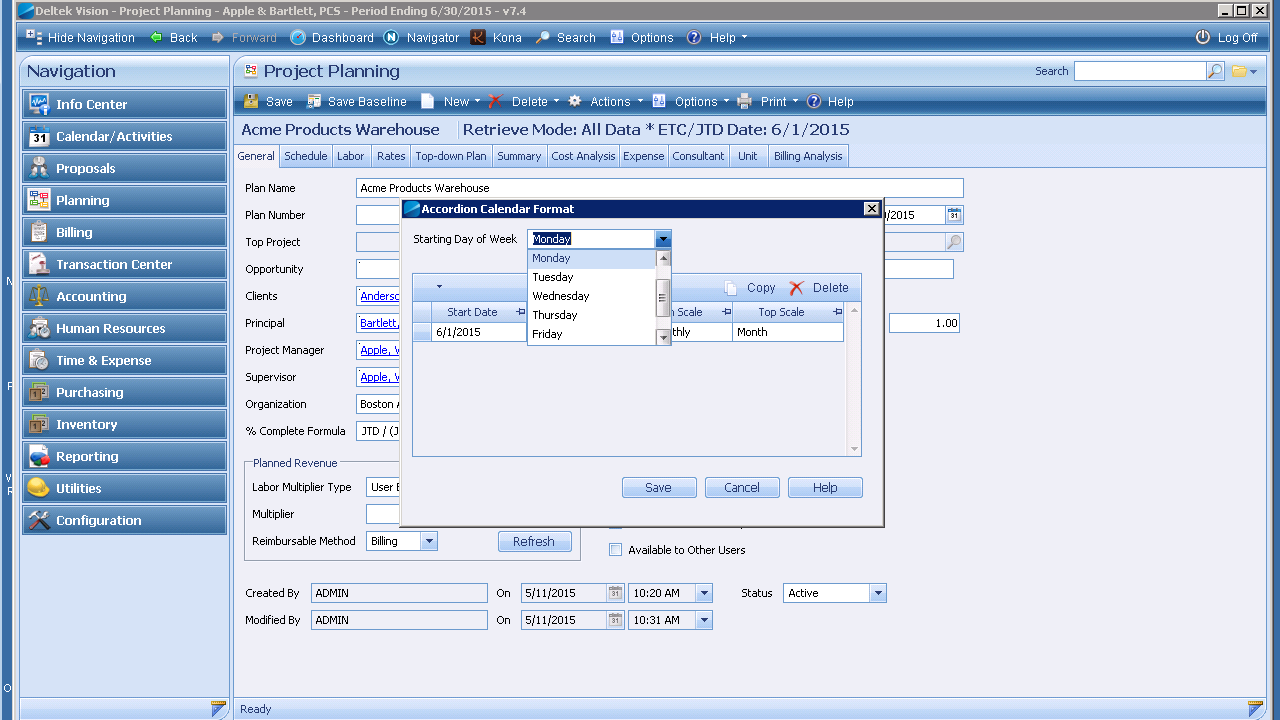 Deltek Vision - Project Planning - Apple & Bartlett, PCS - Period Ending 6/30/2015 - v7.4
Hide Navigation Back Forward Dashboard Navigator Kona Search Options Help Log Off
Navigation
Info Center
31 Calendar/Activities
Proposals
Planning
Billing
Transaction Center
Accounting
Human Resources
Time & Expense
Purchasing
Inventory
Reporting
Utilities
Configuration
Project Planning Search
Save Save Baseline New Delete Actions Options Print Help
Acme Products Warehouse Retrieve Mode: All Data * ETC/JTD Date: 6/1/2015
General Schedule Labor Rates Top-down Plan Summary Cost Analysis Expense Consultant Unit Billing Analysis
Plan Name Acme Products Warehouse
Plan Number 0/2015 31
Top Project
Opportunity
Clients Anderso
Principal Bartlett, 1.00
Project Manager Apple, W
Supervisor Apple, W
Organization Boston A
% Complete Formula JTD / (J
Planned Revenue
Labor Multiplier Type User E
Multiplier
Reimbursable Method Billing Refresh
Available to Other Users
Accordion Calendar Format
Starting Day of Week Monday
Monday
Tuesday
Wednesday
Thursday
Friday
Copy Delete
Start Date n Scale Top Scale
6/1/2015 thly Month
Save Cancel Help
Created By ADMIN On 5/11/2015 31 10:20 AM Status Active
Modified By ADMIN On 5/11/2015 31 10:31 AM
Ready